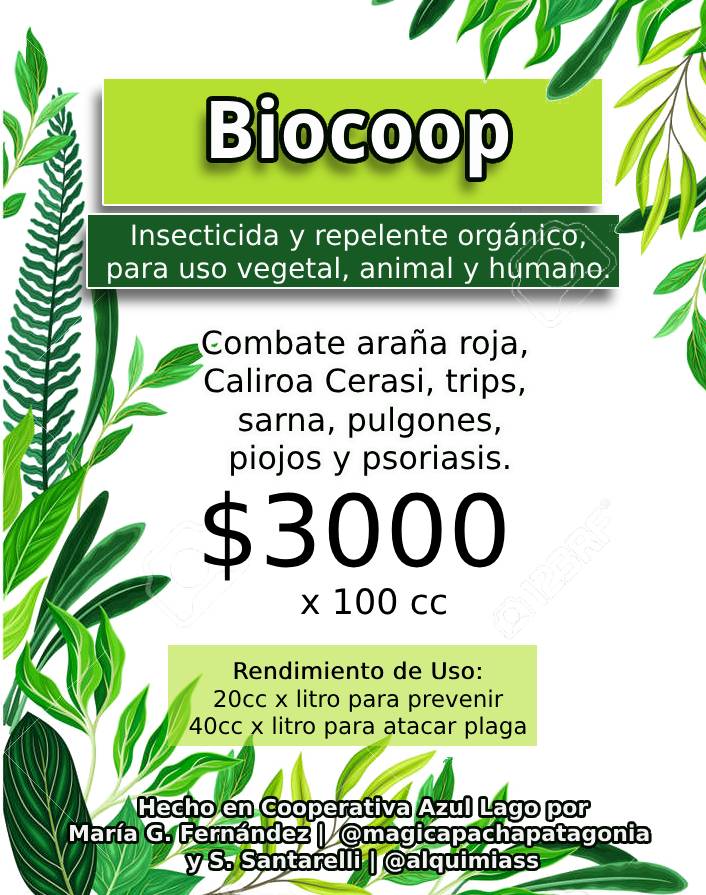 Biocoop
Insecticida y repelente orgánico,
para uso vegetal, animal y humano.
Combate araña roja,
Caliroa Cerasi, trips,
sarna, pulgones,
piojos y psoriasis.
$3000
x 100 cc
Rendimiento de Uso:
20cc x litro para prevenir
40cc x litro para atacar plaga
Hecho en Cooperativa Azul Lago por
María G. Fernández | @magicapachapatagonia
y S. Santarelli | @alquimiass
123RF